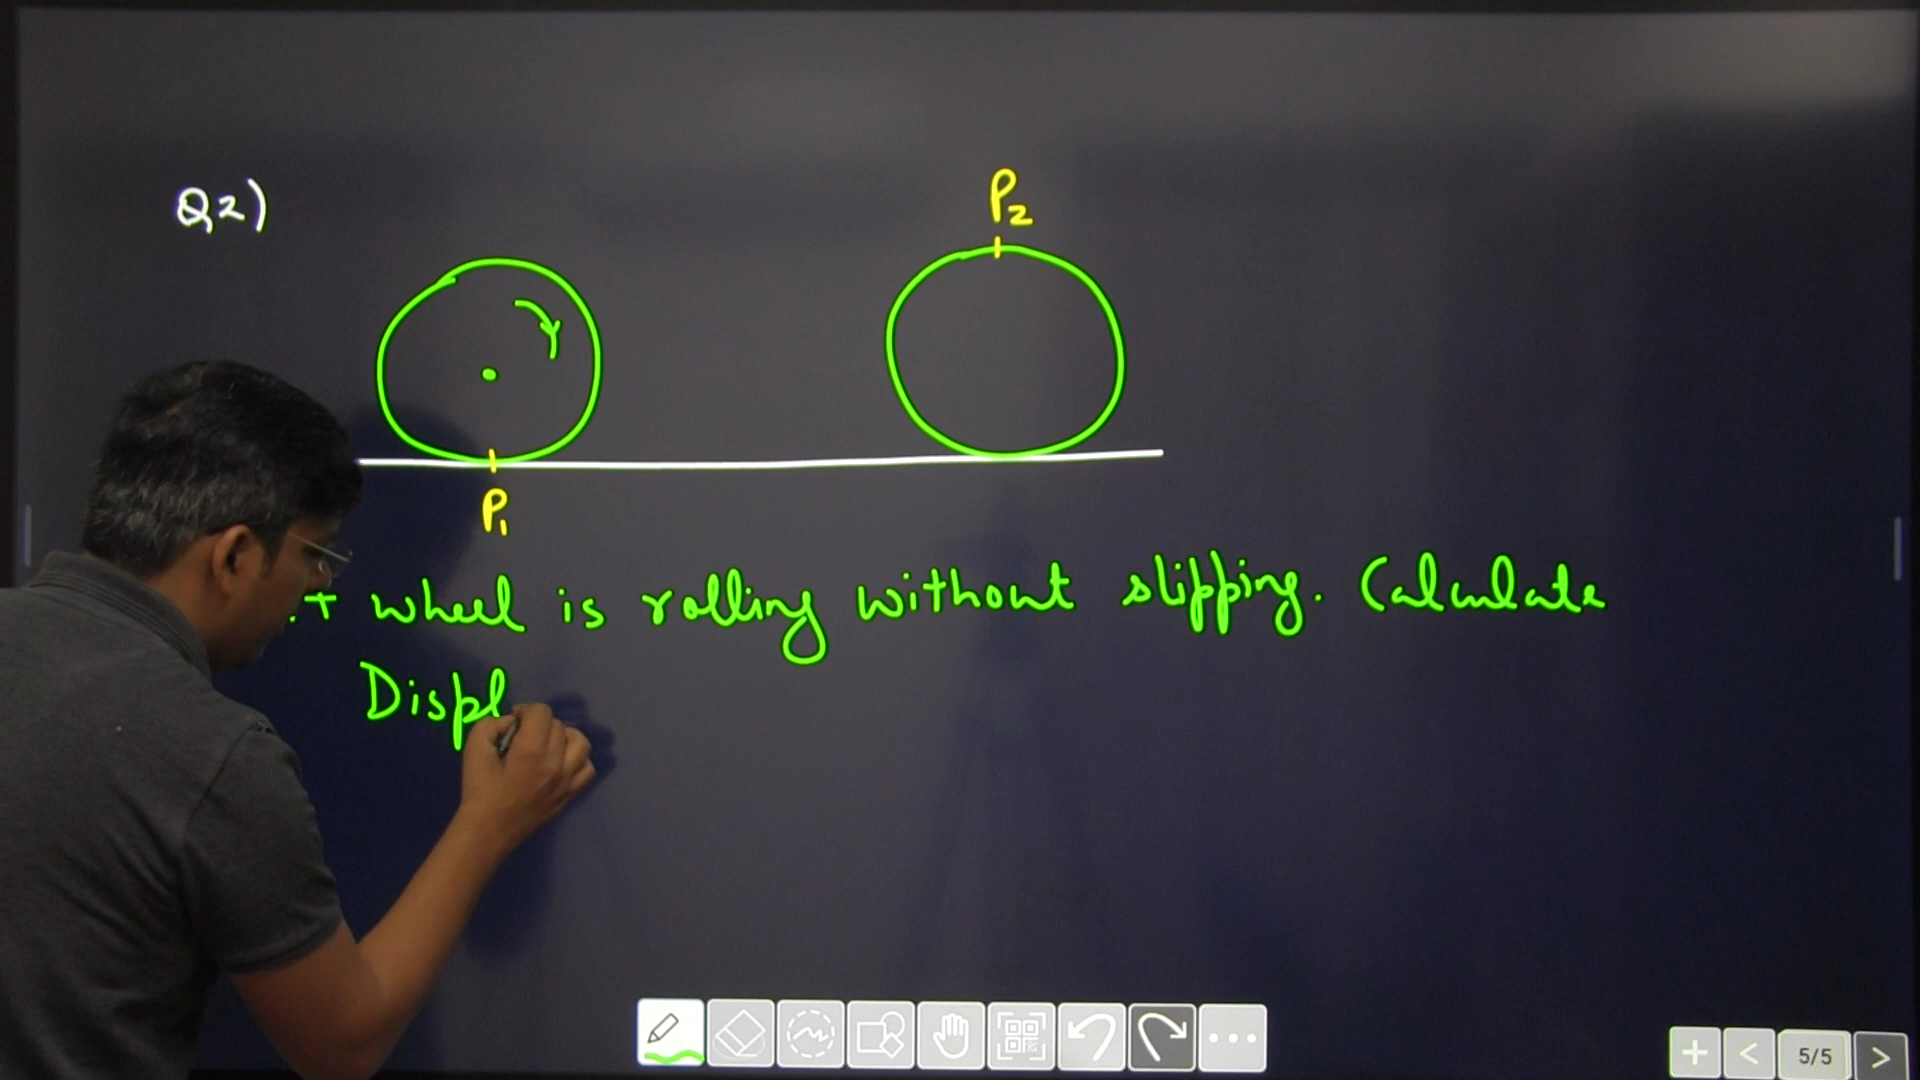 Q2)
P2
P1
wheel is rolling without slipping. Calculate
Displ
5/5